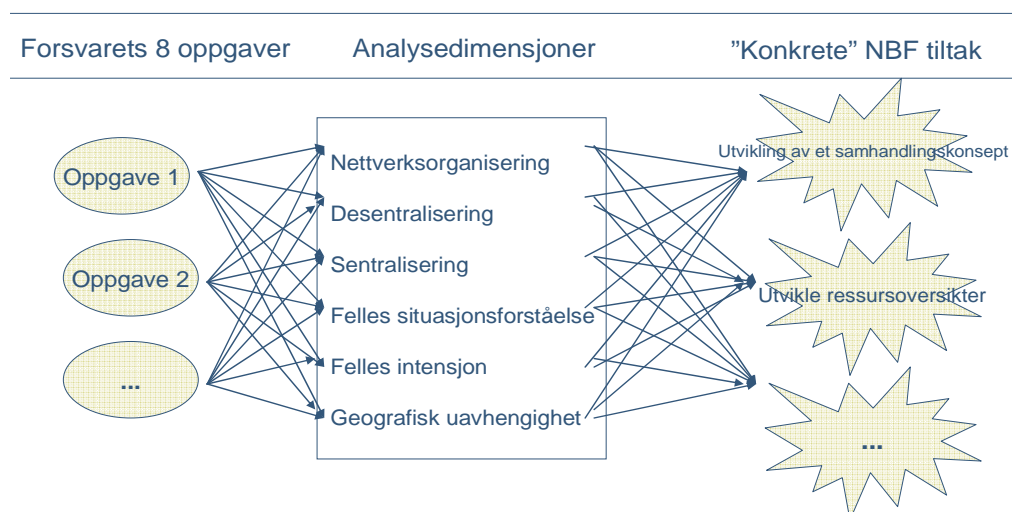 Forsvarets 8 oppgaver
Analysedimensjoner
”Konkrete” NBF tiltak
Oppgave 1
Oppgave 2
...
Nettverksorganisering
Desentralisering
Sentralisering
Felles situasjonsforståelse
Felles intensjon
Geografisk uavhengighet
Utvikling av et samhandlingskonsept
Utvikle ressursoversikter
...